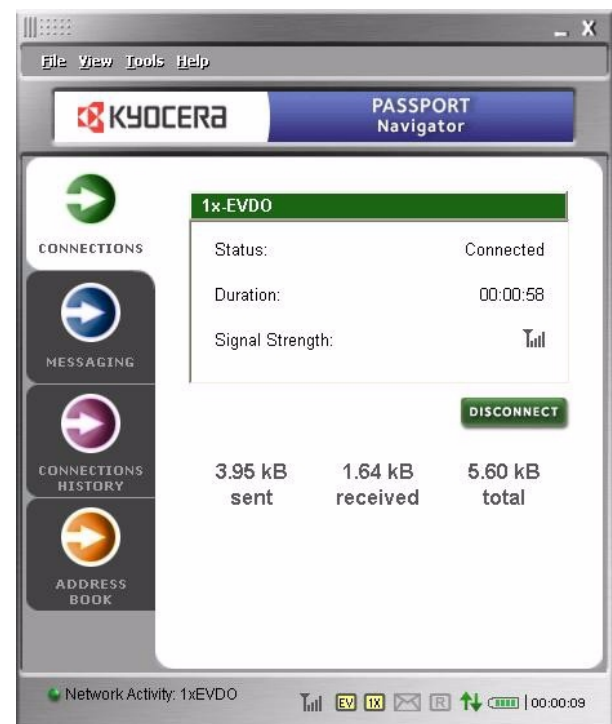 X
File View Tools Help
KYOCERA
PASSPORT
Navigator
CONNECTIONS
MESSAGING
CONNECTIONS
HISTORY
ADDRESS
BOOK
1x-EVDO
Status: Connected
Duration: 00:00:58
Signal Strength:
DISCONNECT
3.95 kB 1.64 kB 5.60 kB
sent received total
Network Activity: 1xEVDO EV 1X R | 00:00:09